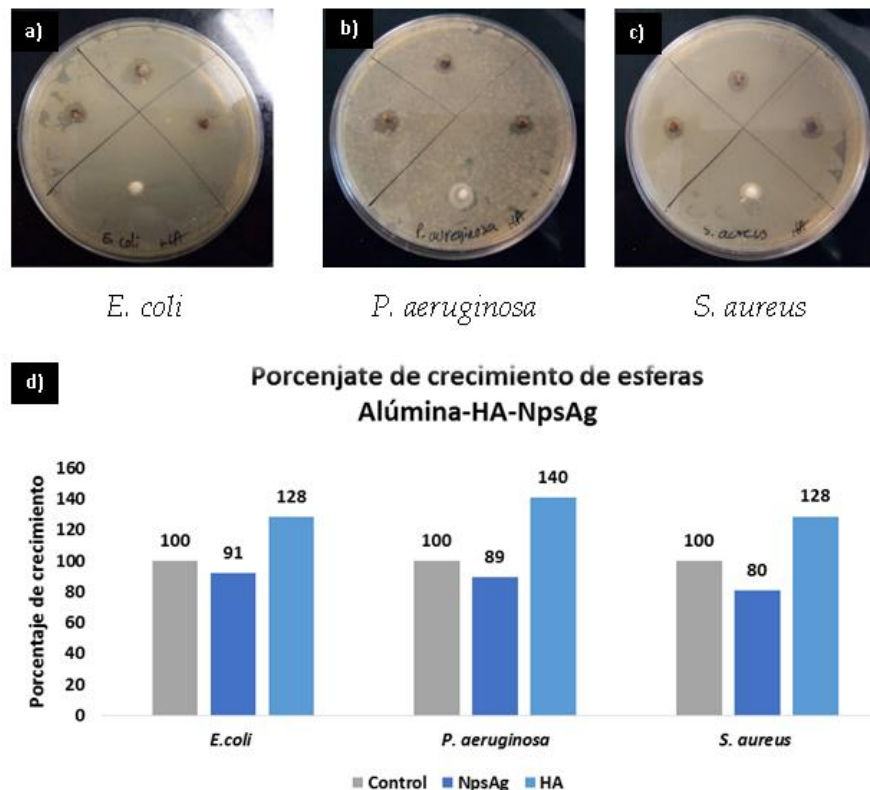 a)
b)
c)
E. coli HA
P. aureginosa HA
S. aureus HA
E. coli
P. aeruginosa
S. aureus
d)
Porcenjate de crecimiento de esferas
Alúmina-HA-NpsAg
Porcentaje de crecimiento
160
140
120
100
80
60
40
20
0
100
91
128
100
89
140
100
80
128
E.coli
P. aeruginosa
S. aureus
Control
NpsAg
HA